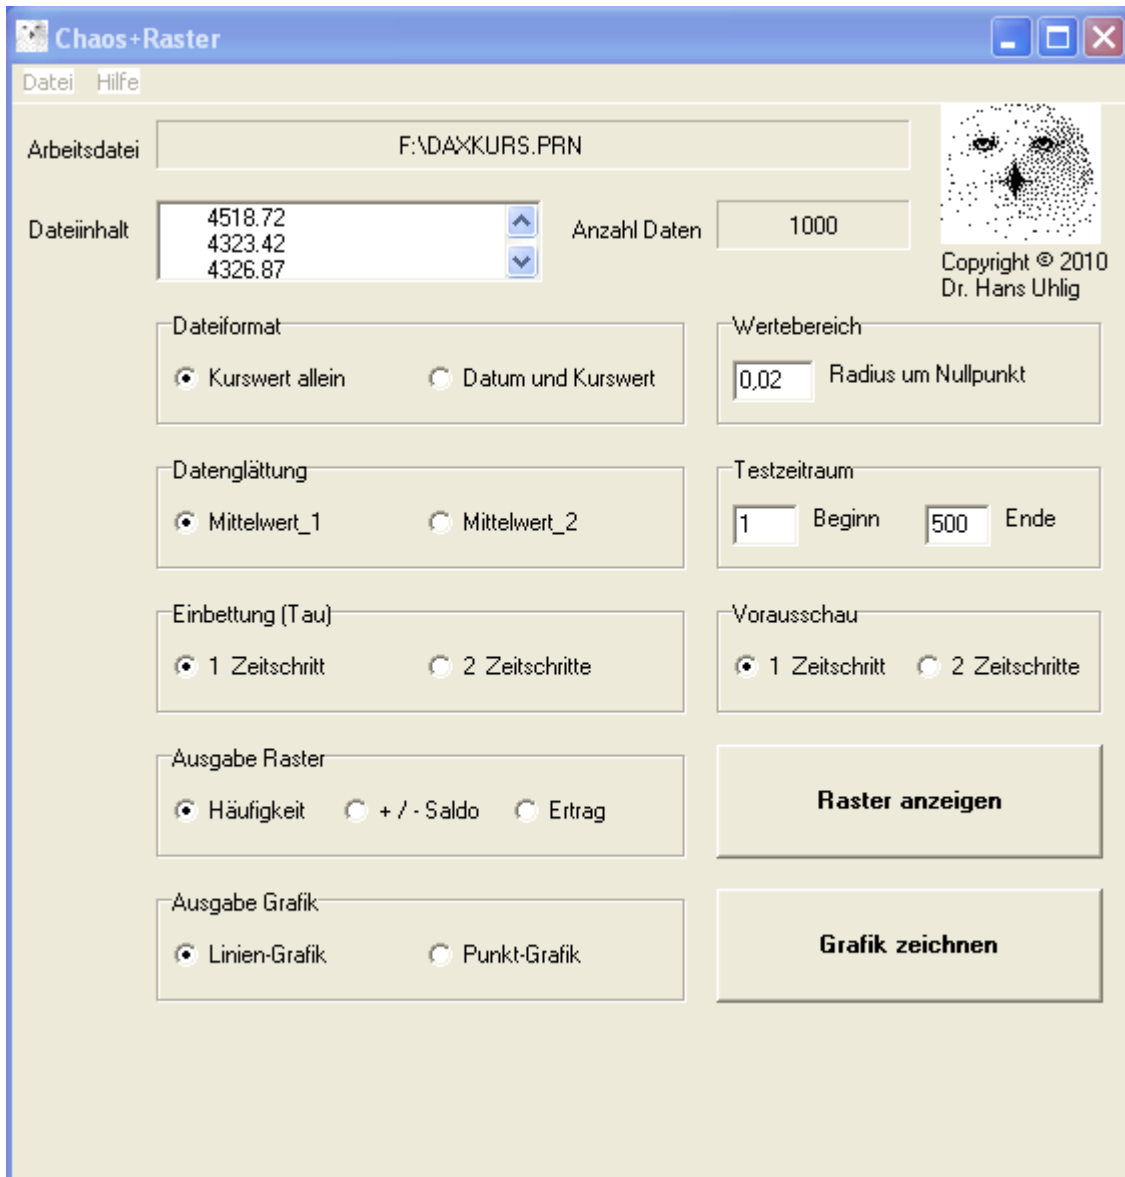 Chaos+Raster
Datei Hilfe
Arbeitsdatei F:\DAXKURS.PRN
Dateiinhalt 4518.72
4323.42
4326.87
Anzahl Daten 1000
Copyright © 2010
Dr. Hans Uhlig
Dateiformat
Kurswert allein Datum und Kurswert
Wertebereich
0,02 Radius um Nullpunkt
Datenglättung
Mittelwert_1 Mittelwert_2
Testzeitraum
1 Beginn 500 Ende
Einbettung (Tau)
1 Zeitschritt 2 Zeitschritte
Vorausschau
1 Zeitschritt 2 Zeitschritte
Ausgabe Raster
Häufigkeit + / - Saldo Ertrag
Raster anzeigen
Ausgabe Grafik
Linien-Grafik Punkt-Grafik
Grafik zeichnen